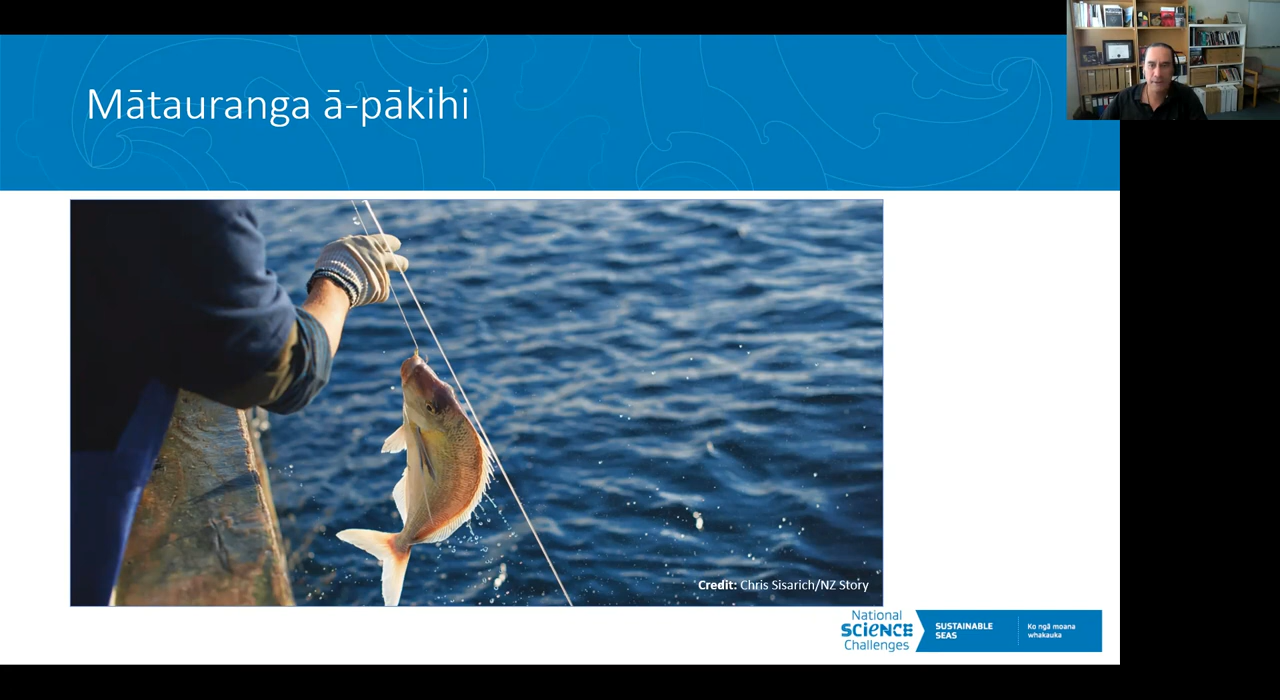 Mātauranga ā-pākihi
Credit: Chris Sisarich/NZ Story
National
SCIENCE
Challenges
SUSTAINABLE
SEAS
Ko ngā moana
whakauka